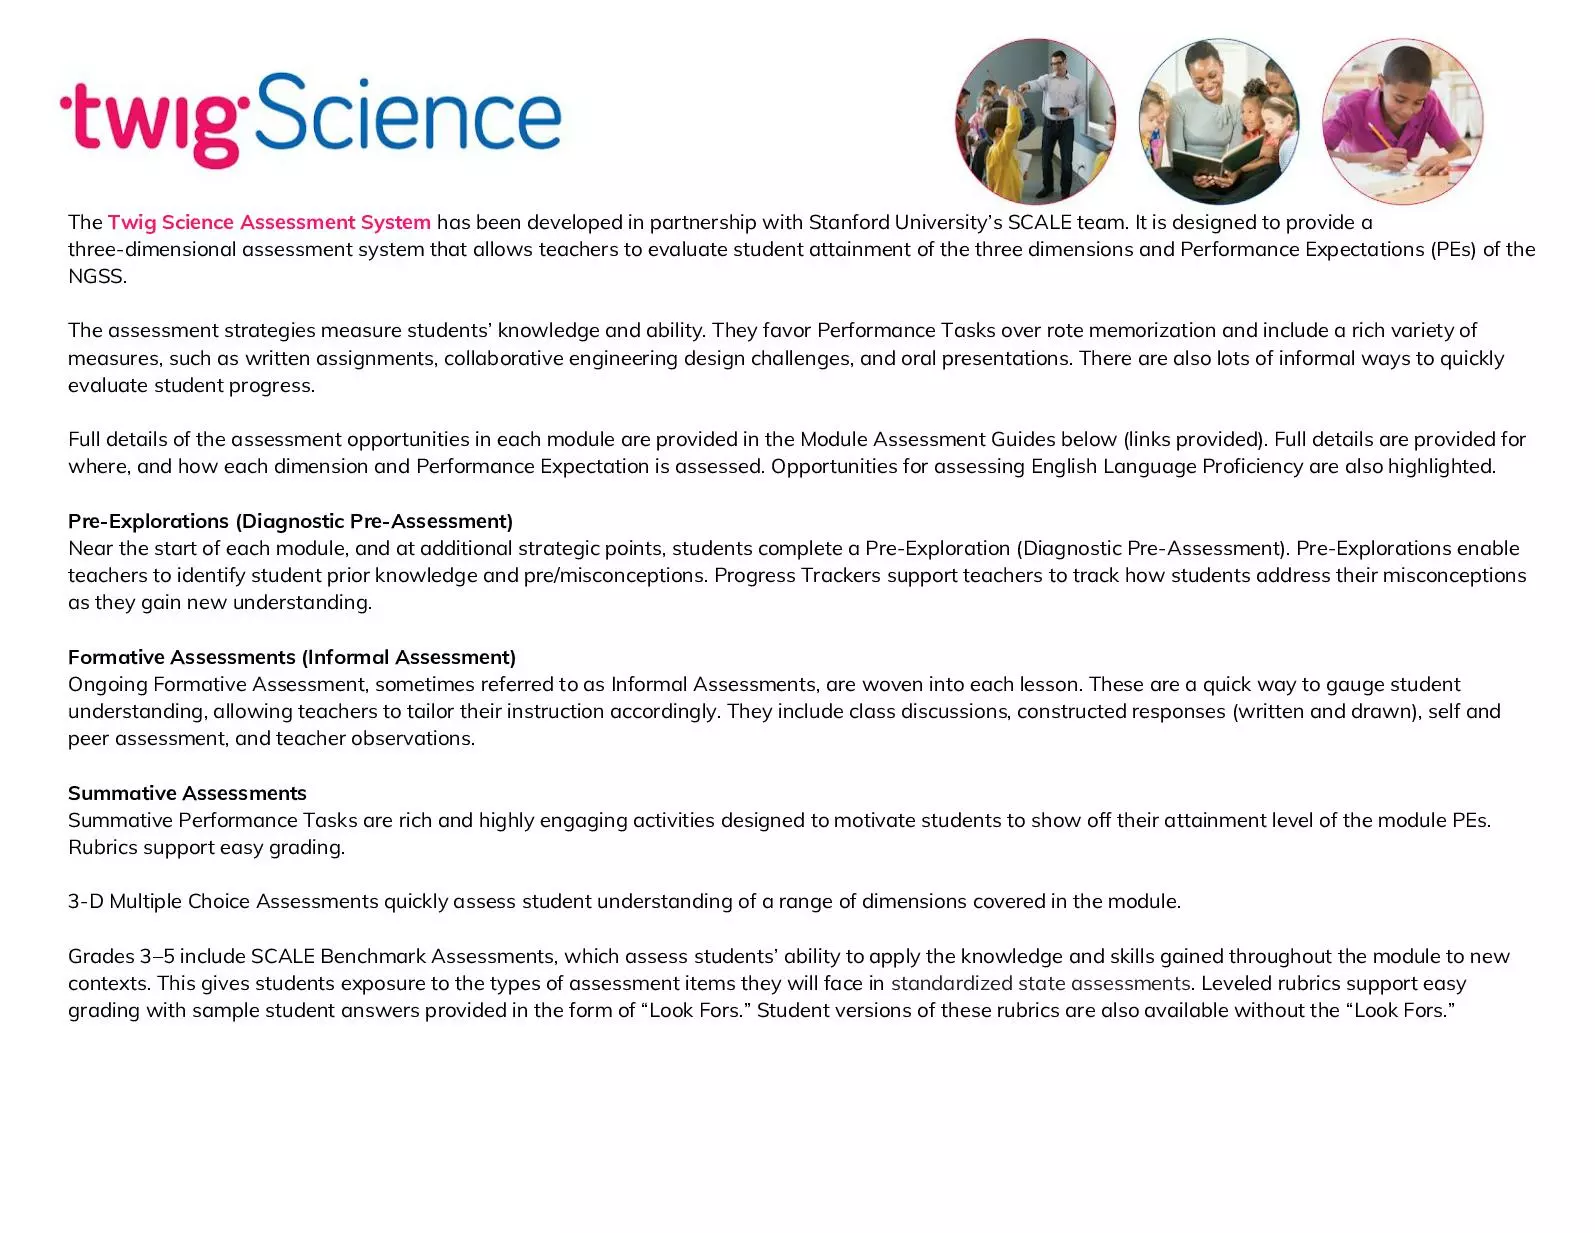 twig Science
The Twig Science Assessment System has been developed in partnership with Stanford University’s SCALE team. It is designed to provide a
three-dimensional assessment system that allows teachers to evaluate student attainment of the three dimensions and Performance Expectations (PEs) of the
NGSS.
The assessment strategies measure students’ knowledge and ability. They favor Performance Tasks over rote memorization and include a rich variety of
measures, such as written assignments, collaborative engineering design challenges, and oral presentations. There are also lots of informal ways to quickly
evaluate student progress.
Full details of the assessment opportunities in each module are provided in the Module Assessment Guides below (links provided). Full details are provided for
where, and how each dimension and Performance Expectation is assessed. Opportunities for assessing English Language Proficiency are also highlighted.
Pre-Explorations (Diagnostic Pre-Assessment)
Near the start of each module, and at additional strategic points, students complete a Pre-Exploration (Diagnostic Pre-Assessment). Pre-Explorations enable
teachers to identify student prior knowledge and pre/misconceptions. Progress Trackers support teachers to track how students address their misconceptions
as they gain new understanding.
Formative Assessments (Informal Assessment)
Ongoing Formative Assessment, sometimes referred to as Informal Assessments, are woven into each lesson. These are a quick way to gauge student
understanding, allowing teachers to tailor their instruction accordingly. They include class discussions, constructed responses (written and drawn), self and
peer assessment, and teacher observations.
Summative Assessments
Summative Performance Tasks are rich and highly engaging activities designed to motivate students to show off their attainment level of the module PEs.
Rubrics support easy grading.
3-D Multiple Choice Assessments quickly assess student understanding of a range of dimensions covered in the module.
Grades 3–5 include SCALE Benchmark Assessments, which assess students’ ability to apply the knowledge and skills gained throughout the module to new
contexts. This gives students exposure to the types of assessment items they will face in standardized state assessments. Leveled rubrics support easy
grading with sample student answers provided in the form of “Look Fors.” Student versions of these rubrics are also available without the “Look Fors.”